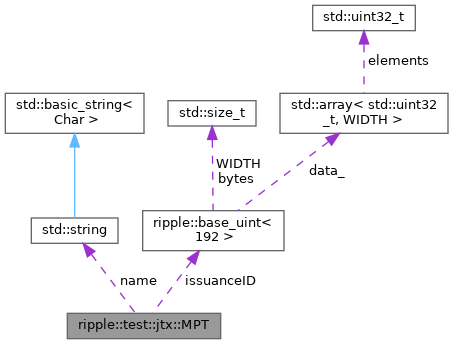 std::uint32_t
elements
std::basic_string<
Char >
std::size_t
std::array< std::uint32
_t, WIDTH >
WIDTH
bytes
data_
std::string
ripple::base_uint<
192 >
name
issuanceID
ripple::test::jtx::MPT